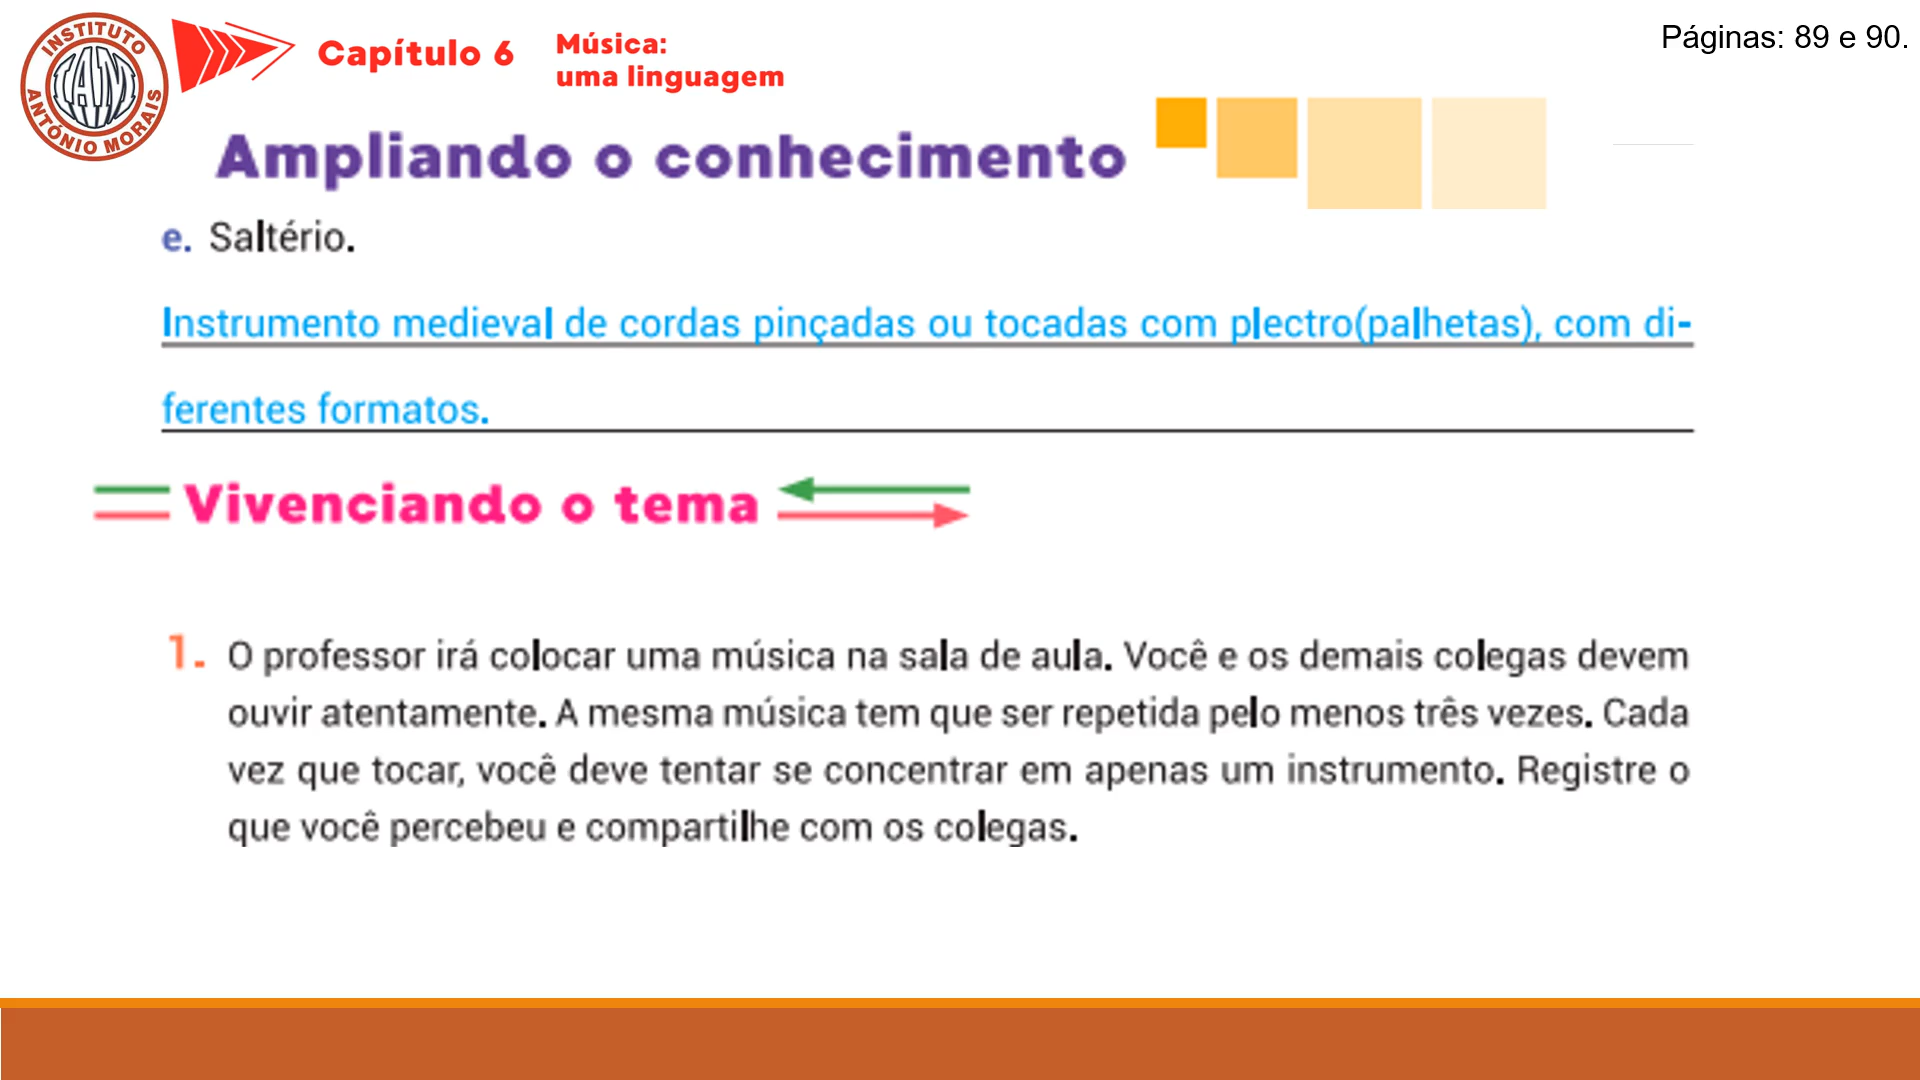 INSTITUTO
IAM
ANTÓNIO MORAIS
Capítulo 6
Música:
uma linguagem
Páginas: 89 e 90.
Ampliando o conhecimento
e. Saltério.
Instrumento medieval de cordas pinçadas ou tocadas com plectro(palhetas), com di-
ferentes formatos.
Vivenciando o tema
1. O professor irá colocar uma música na sala de aula. Você e os demais colegas devem
ouvir atentamente. A mesma música tem que ser repetida pelo menos três vezes. Cada
vez que tocar, você deve tentar se concentrar em apenas um instrumento. Registre o
que você percebeu e compartilhe com os colegas.